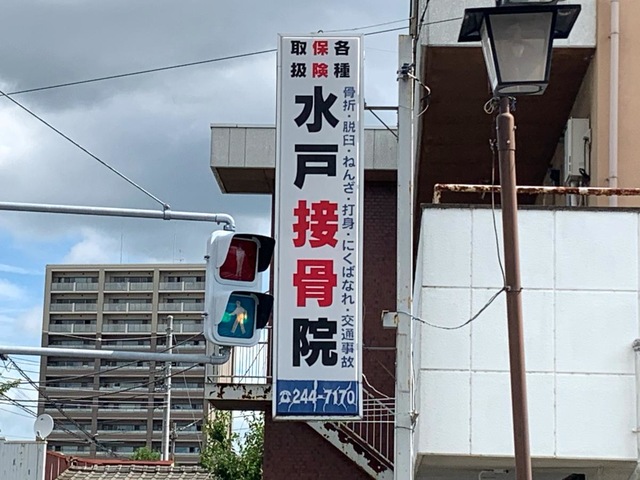 各種
保険
取扱
水戸接骨院
骨折・脱臼・ねんざ・打身・にくばなれ・交通事故
☎244-7170